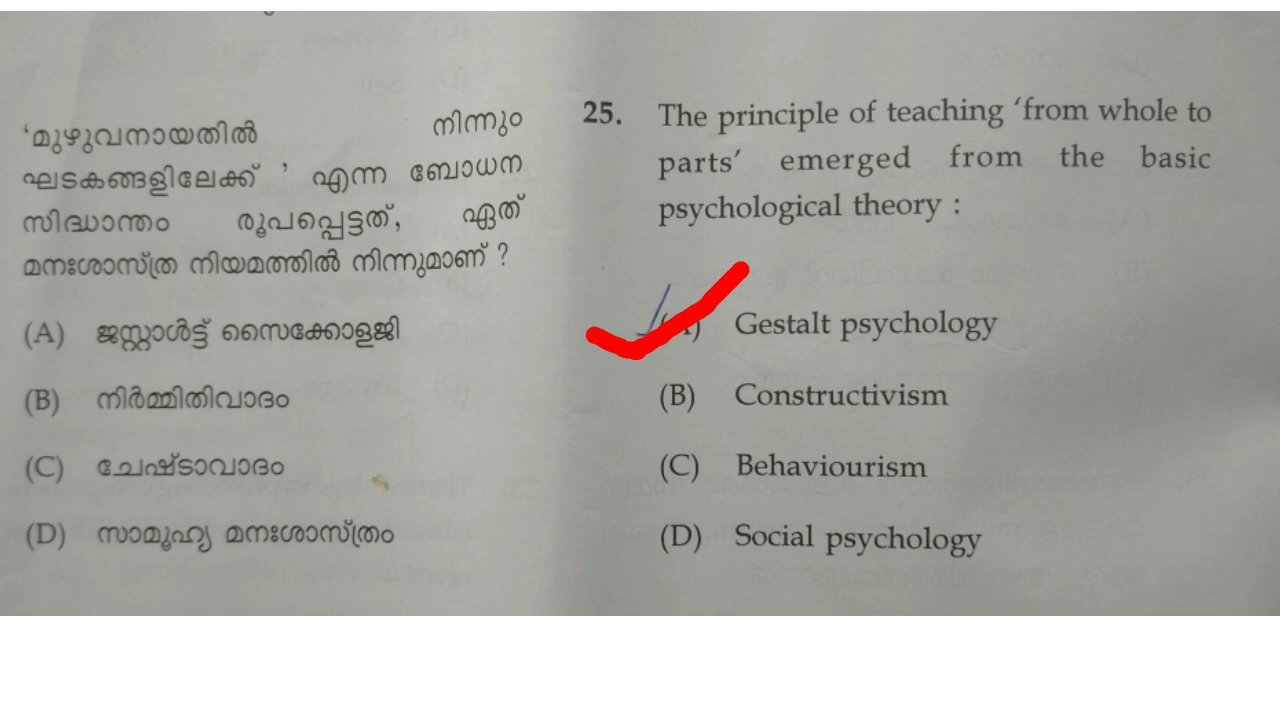 ‘മുഴുവനായതിൽ നിന്നും
ഘടകങ്ങളിലേക്ക് ’ എന്ന ബോധന
സിദ്ധാന്തം രൂപപ്പെട്ടത്, ഏത്
മനഃശാസ്ത്ര നിയമത്തിൽ നിന്നുമാണ് ?
(A) ജസ്റ്റാൾട്ട് സൈക്കോളജി
(B) നിർമ്മിതിവാദം
(C) ചേഷ്ടാവാദം
(D) സാമൂഹ്യ മനഃശാസ്ത്രം
25. The principle of teaching ‘from whole to
parts’ emerged from the basic
psychological theory :
(A) Gestalt psychology
(B) Constructivism
(C) Behaviourism
(D) Social psychology